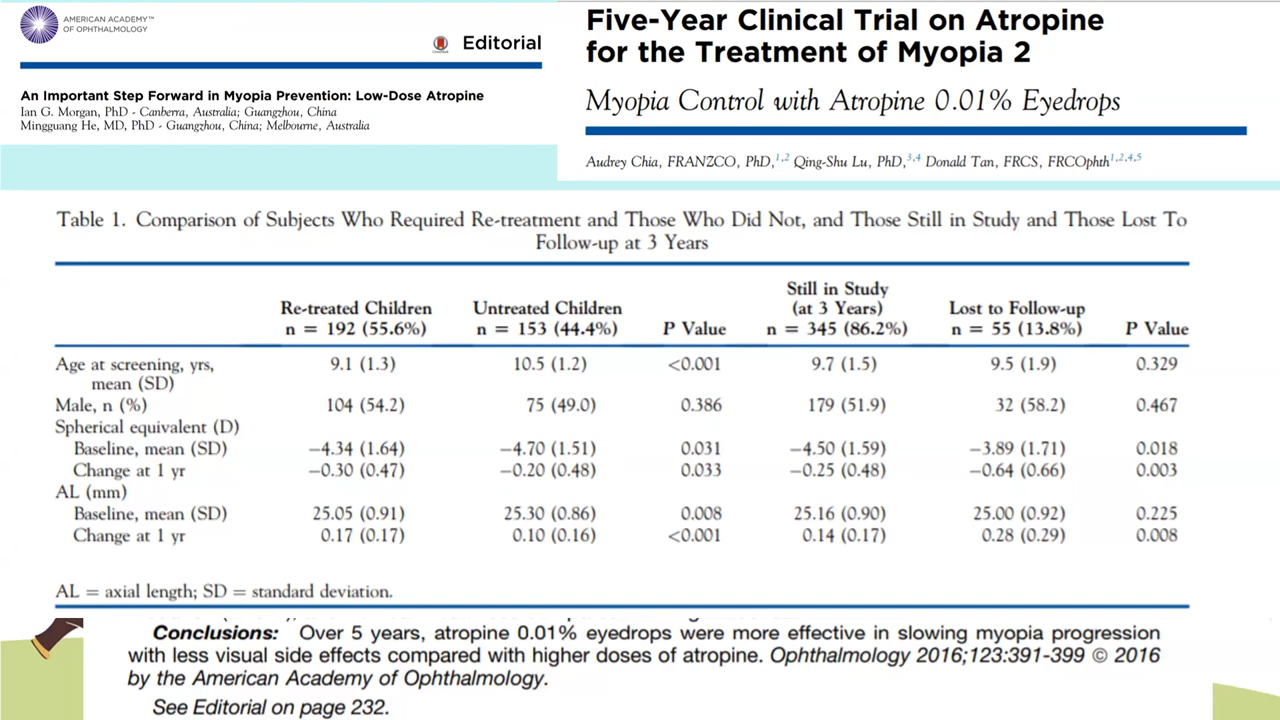 AMERICAN ACADEMY™
OF OPHTHALMOLOGY
Editorial
An Important Step Forward in Myopia Prevention: Low-Dose Atropine
Ian G. Morgan, PhD - Canberra, Australia; Guangzhou, China
Mingguang He, MD, PhD - Guangzhou, China; Melbourne, Australia
Five-Year Clinical Trial on Atropine
for the Treatment of Myopia 2
Myopia Control with Atropine 0.01% Eyedrops
Audrey Chia, FRANZCO, PhD,1,2 Qing-Shu Lu, PhD,3,4 Donald Tan, FRCS, FRCOphth1,2,4,5
Table 1. Comparison of Subjects Who Required Re-treatment and Those Who Did Not, and Those Still in Study and Those Lost To
Follow-up at 3 Years
Still in Study
Re-treated Children Untreated Children (at 3 Years) Lost to Follow-up
n = 192 (55.6%) n = 153 (44.4%) P Value n = 345 (86.2%) n = 55 (13.8%) P Value
Age at screening, yrs, 9.1 (1.3) 10.5 (1.2) <0.001 9.7 (1.5) 9.5 (1.9) 0.329
mean (SD)
Male, n (%) 104 (54.2) 75 (49.0) 0.386 179 (51.9) 32 (58.2) 0.467
Spherical equivalent (D)
Baseline, mean (SD) −4.34 (1.64) −4.70 (1.51) 0.031 −4.50 (1.59) −3.89 (1.71) 0.018
Change at 1 yr −0.30 (0.47) −0.20 (0.48) 0.033 −0.25 (0.48) −0.64 (0.66) 0.003
AL (mm)
Baseline, mean (SD) 25.05 (0.91) 25.30 (0.86) 0.008 25.16 (0.90) 25.00 (0.92) 0.225
Change at 1 yr 0.17 (0.17) 0.10 (0.16) <0.001 0.14 (0.17) 0.28 (0.29) 0.008
AL = axial length; SD = standard deviation.
Conclusions: Over 5 years, atropine 0.01% eyedrops were more effective in slowing myopia progression
with less visual side effects compared with higher doses of atropine. Ophthalmology 2016;123:391-399 © 2016
by the American Academy of Ophthalmology.
See Editorial on page 232.